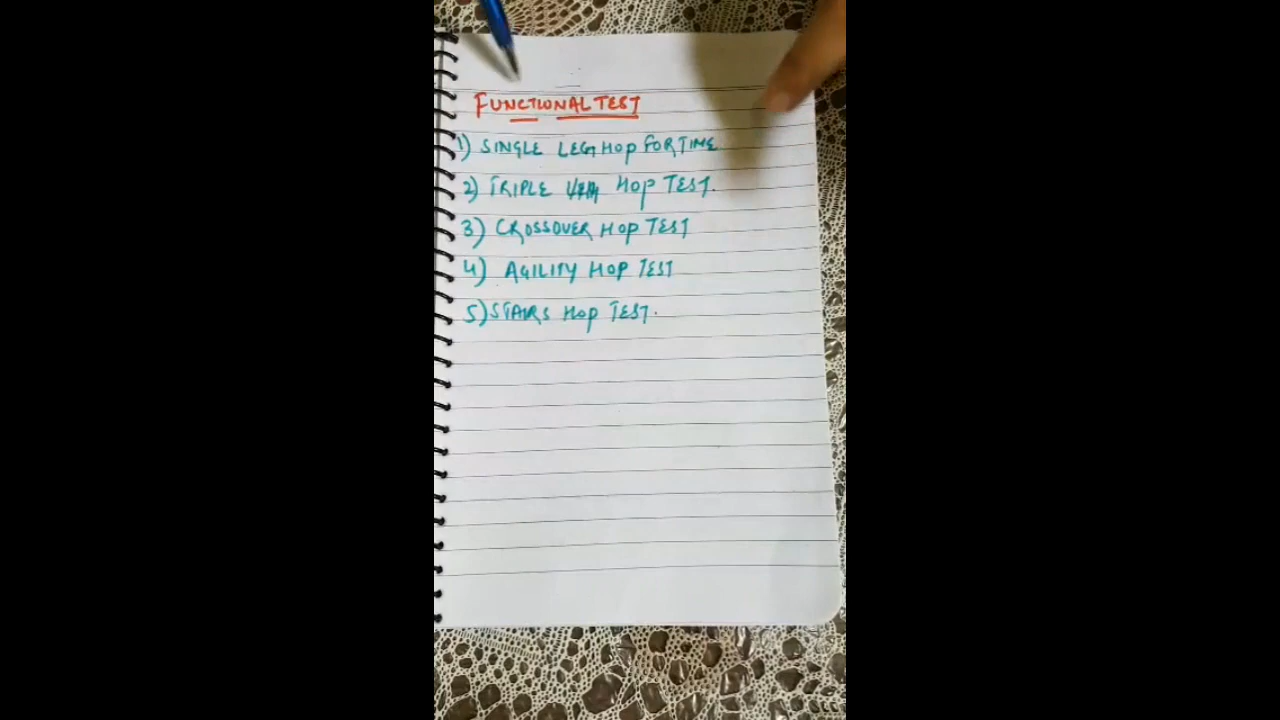 FUNCTIONAL TEST
1) SINGLE LEG HOP FOR TIME.
2) TRIPLE HOP TEST.
3) CROSSOVER HOP TEST
4) AGILITY HOP TEST
5) STAIRS HOP TEST.